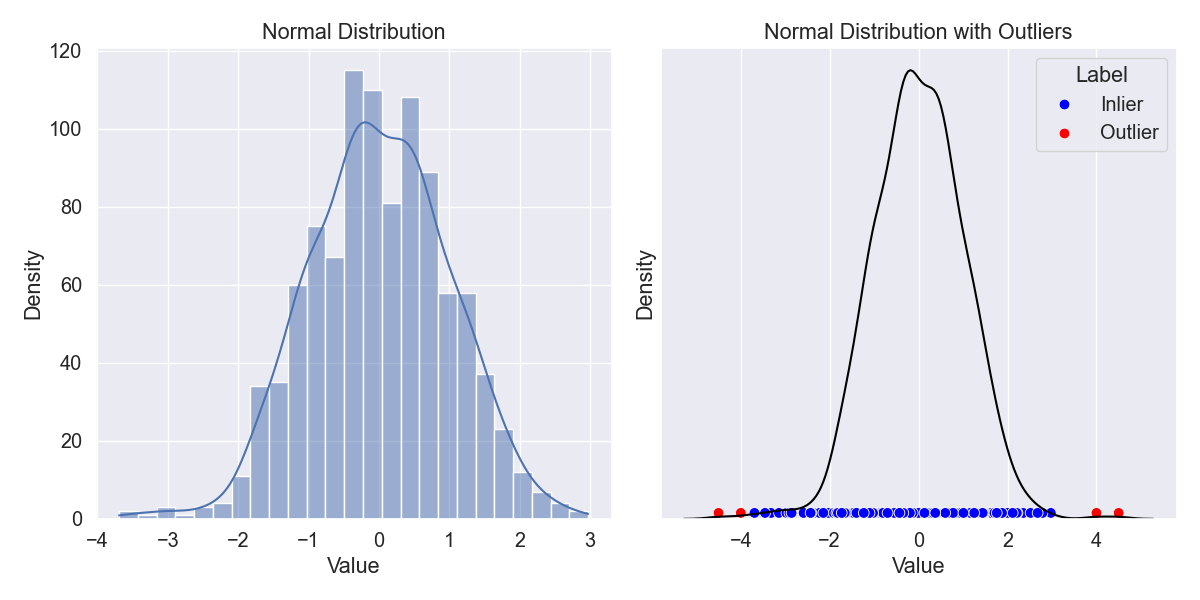 Normal Distribution
Normal Distribution with Outliers
120
100
80
60
40
20
0
Density
−4 −3 −2 −1 0 1 2 3
Value
Label
Inlier
Outlier
Density
−4 −2 0 2 4
Value